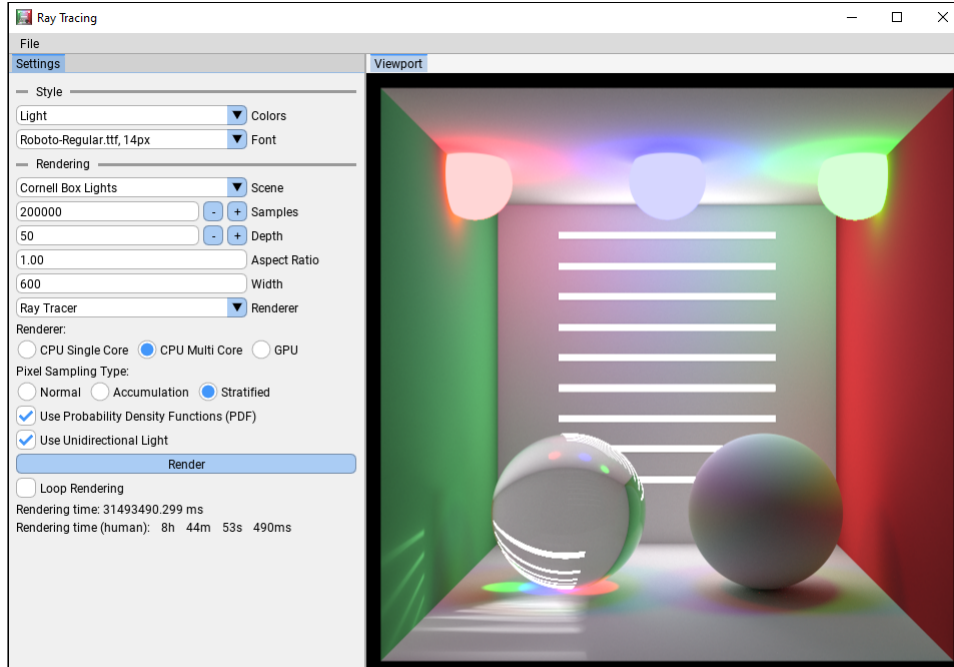 Ray Tracing
File
Settings
Viewport
Style
Light Colors
Roboto-Regular.ttf, 14px Font
Rendering
Cornell Box Lights Scene
200000 - + Samples
50 - + Depth
1.00 Aspect Ratio
600 Width
Ray Tracer Renderer
Renderer:
CPU Single Core CPU Multi Core GPU
Pixel Sampling Type:
Normal Accumulation Stratified
Use Probability Density Functions (PDF)
Use Unidirectional Light
Render
Loop Rendering
Rendering time: 31493490.299 ms
Rendering time (human): 8h 44m 53s 490ms